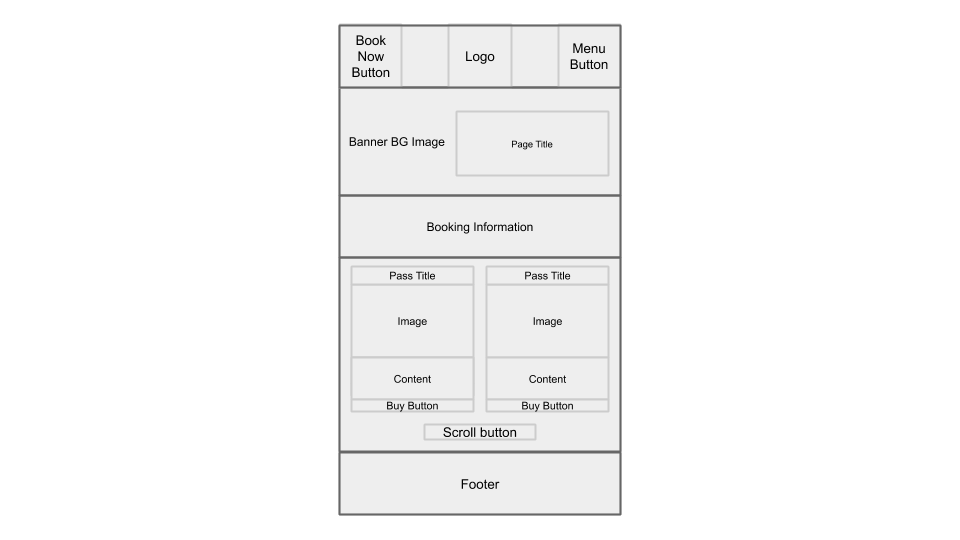 Book
Now
Button
Logo
Menu
Button
Banner BG Image
Page Title
Booking Information
Pass Title
Pass Title
Image
Image
Content
Content
Buy Button
Buy Button
Scroll button
Footer